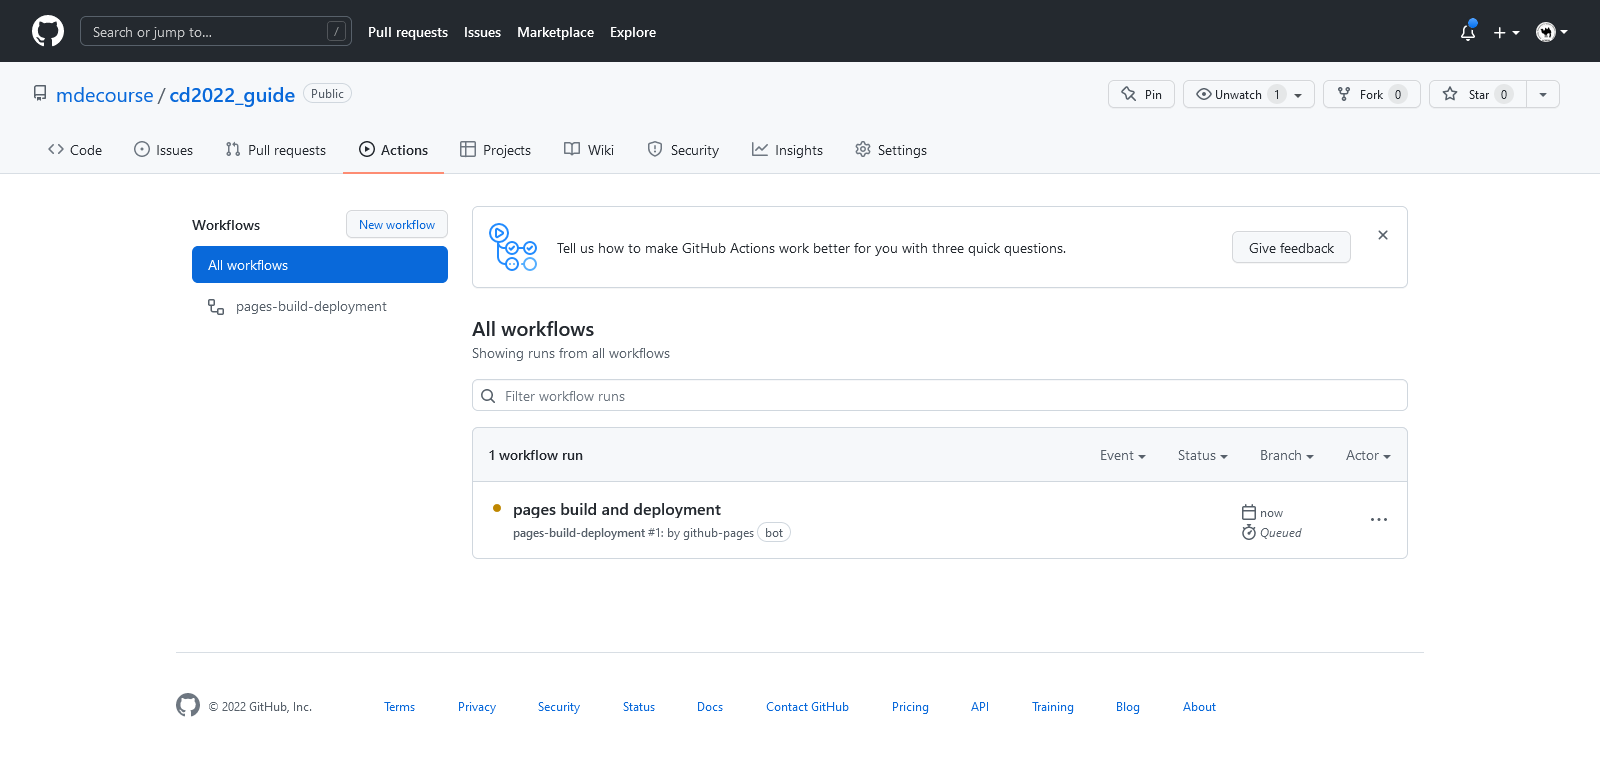 Search or jump to... /
Pull requests Issues Marketplace Explore
mdecourse / cd2022_guide Public
Pin Unwatch 1 Fork 0 Star 0
Code Issues Pull requests Actions Projects Wiki Security Insights Settings
Workflows New workflow
All workflows
pages-build-deployment
Tell us how to make GitHub Actions work better for you with three quick questions. Give feedback
All workflows
Showing runs from all workflows
Filter workflow runs
1 workflow run Event Status Branch Actor
pages build and deployment
pages-build-deployment #1: by github-pages bot
now
Queued
© 2022 GitHub, Inc. Terms Privacy Security Status Docs Contact GitHub Pricing API Training Blog About